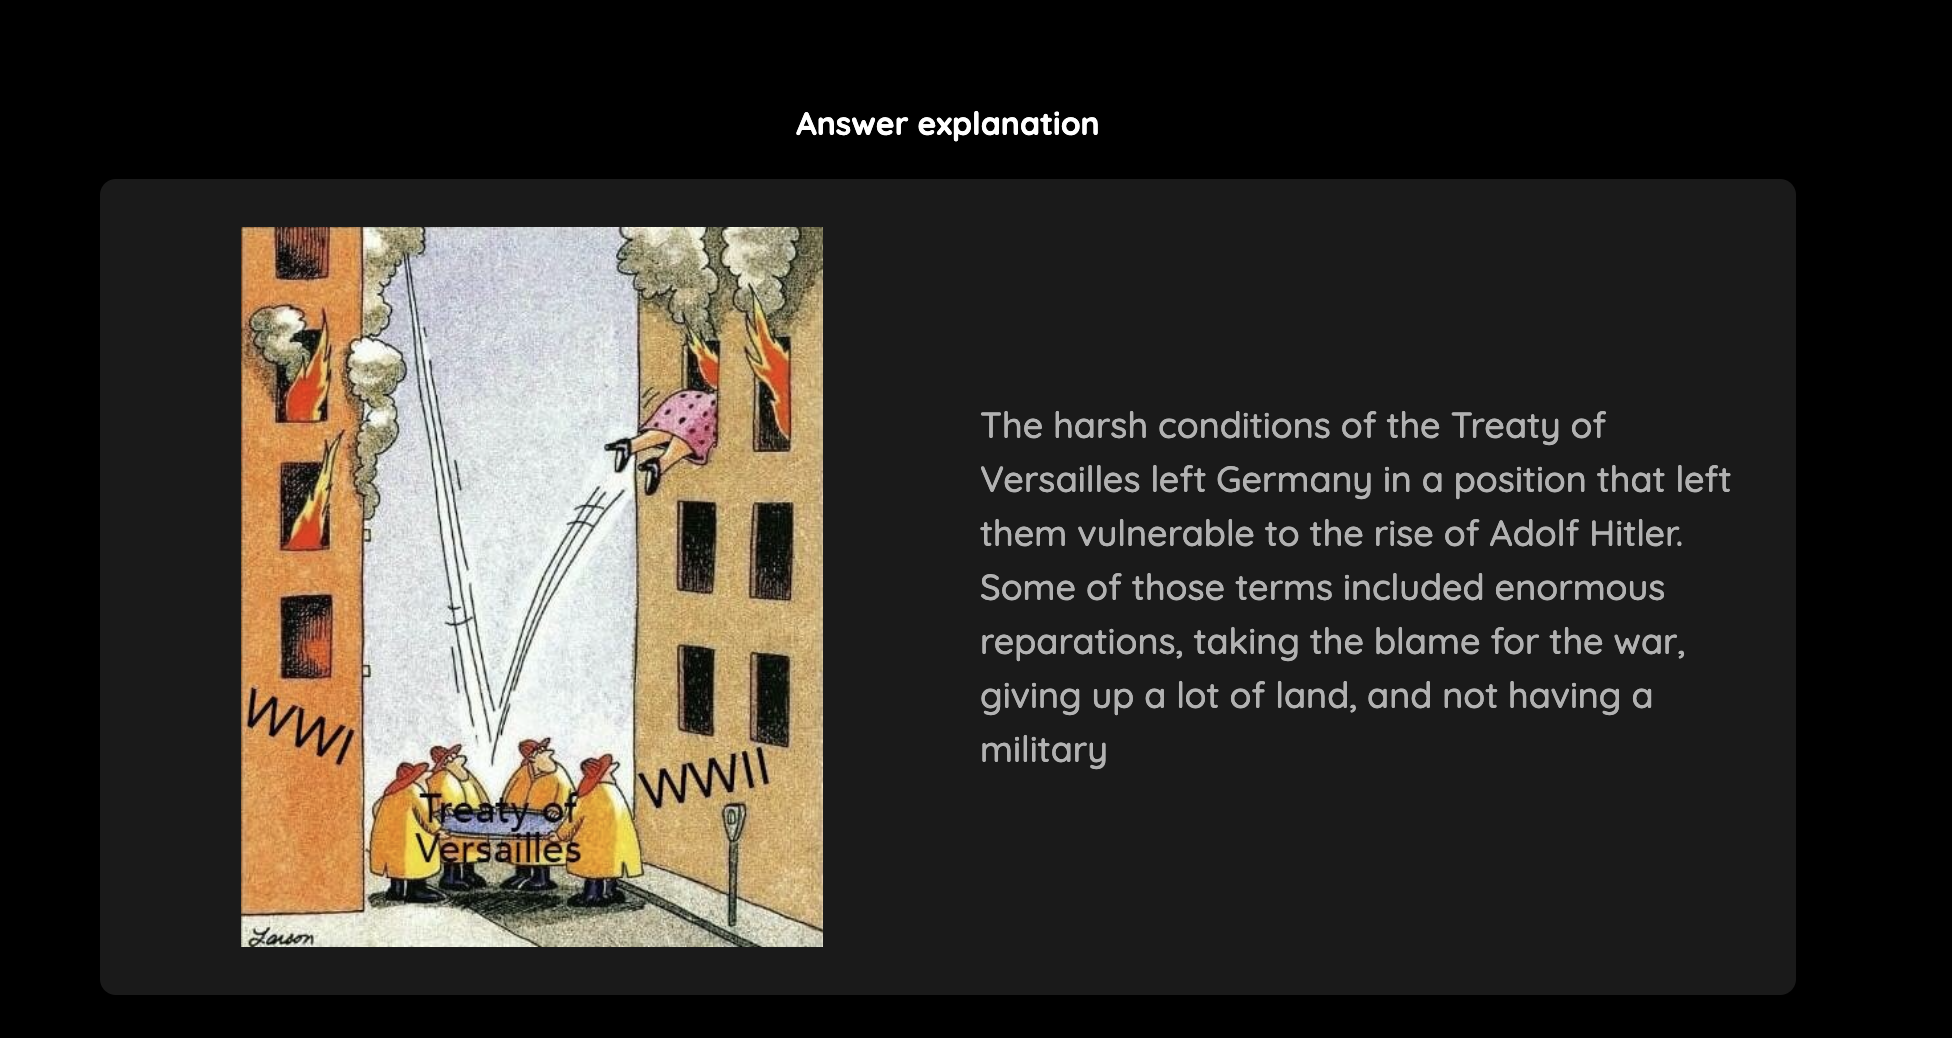 Answer explanation
WWI
WWII
Treaty of
Versailles
Larson
The harsh conditions of the Treaty of
Versailles left Germany in a position that left
them vulnerable to the rise of Adolf Hitler.
Some of those terms included enormous
reparations, taking the blame for the war,
giving up a lot of land, and not having a
military